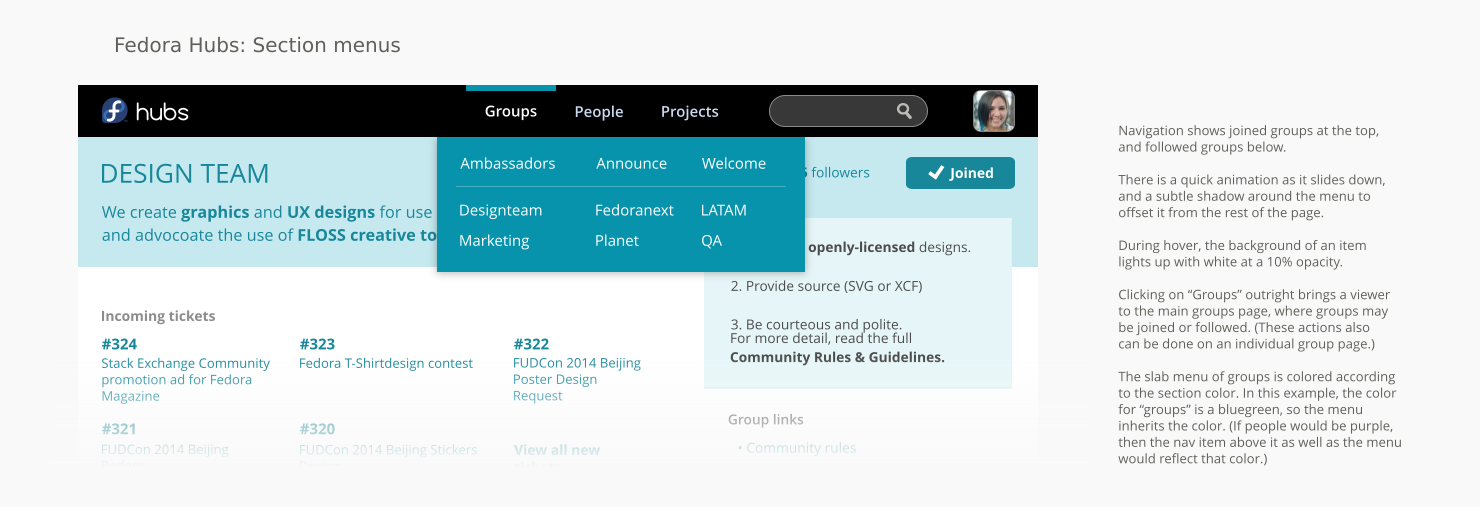 Fedora Hubs: Section menus
hubs
Groups People Projects
Ambassadors Announce Welcome
Designteam Fedoranext LATAM
Marketing Planet QA
DESIGN TEAM
We create graphics and UX designs for use
and advocoate the use of FLOSS creative to
followers
Joined
openly-licensed designs.
2. Provide source (SVG or XCF)
3. Be courteous and polite.
For more detail, read the full
Community Rules & Guidelines.
Incoming tickets
#324
Stack Exchange Community
promotion ad for Fedora
Magazine
#323
Fedora T-Shirtdesign contest
#322
FUDCon 2014 Beijing
Poster Design
Request
#321
FUDCon 2014 Beijing
#320
FUDCon 2014 Beijing Stickers
View all new
Group links
• Community rules
Navigation shows joined groups at the top,
and followed groups below.
There is a quick animation as it slides down,
and a subtle shadow around the menu to
offset it from the rest of the page.
During hover, the background of an item
lights up with white at a 10% opacity.
Clicking on “Groups” outright brings a viewer
to the main groups page, where groups may
be joined or followed. (These actions also
can be done on an individual group page.)
The slab menu of groups is colored according
to the section color. In this example, the color
for “groups” is a bluegreen, so the menu
inherits the color. (If people would be purple,
then the nav item above it as well as the menu
would reflect that color.)